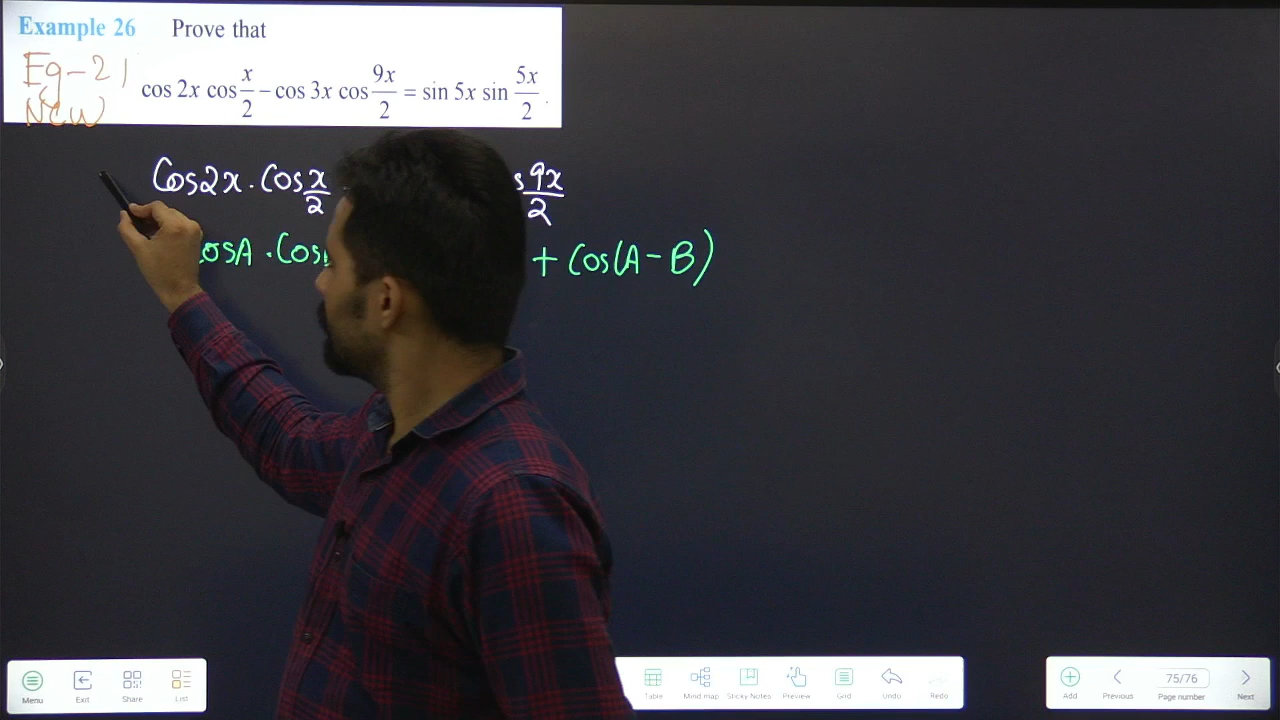 Example 26 Prove that
Eg-21
New
cos 2x cos x/2 − cos 3x cos 9x/2 = sin 5x sin 5x/2 .
Cos2x . Cos x/2 s 9x/2
osA . Cos + Cos(A − B)
Menu
Exit
Share
List
Table
Mind map
Sticky Notes
Preview
Grid
Undo
Redo
Add
Previous
75/76
Page number
Next